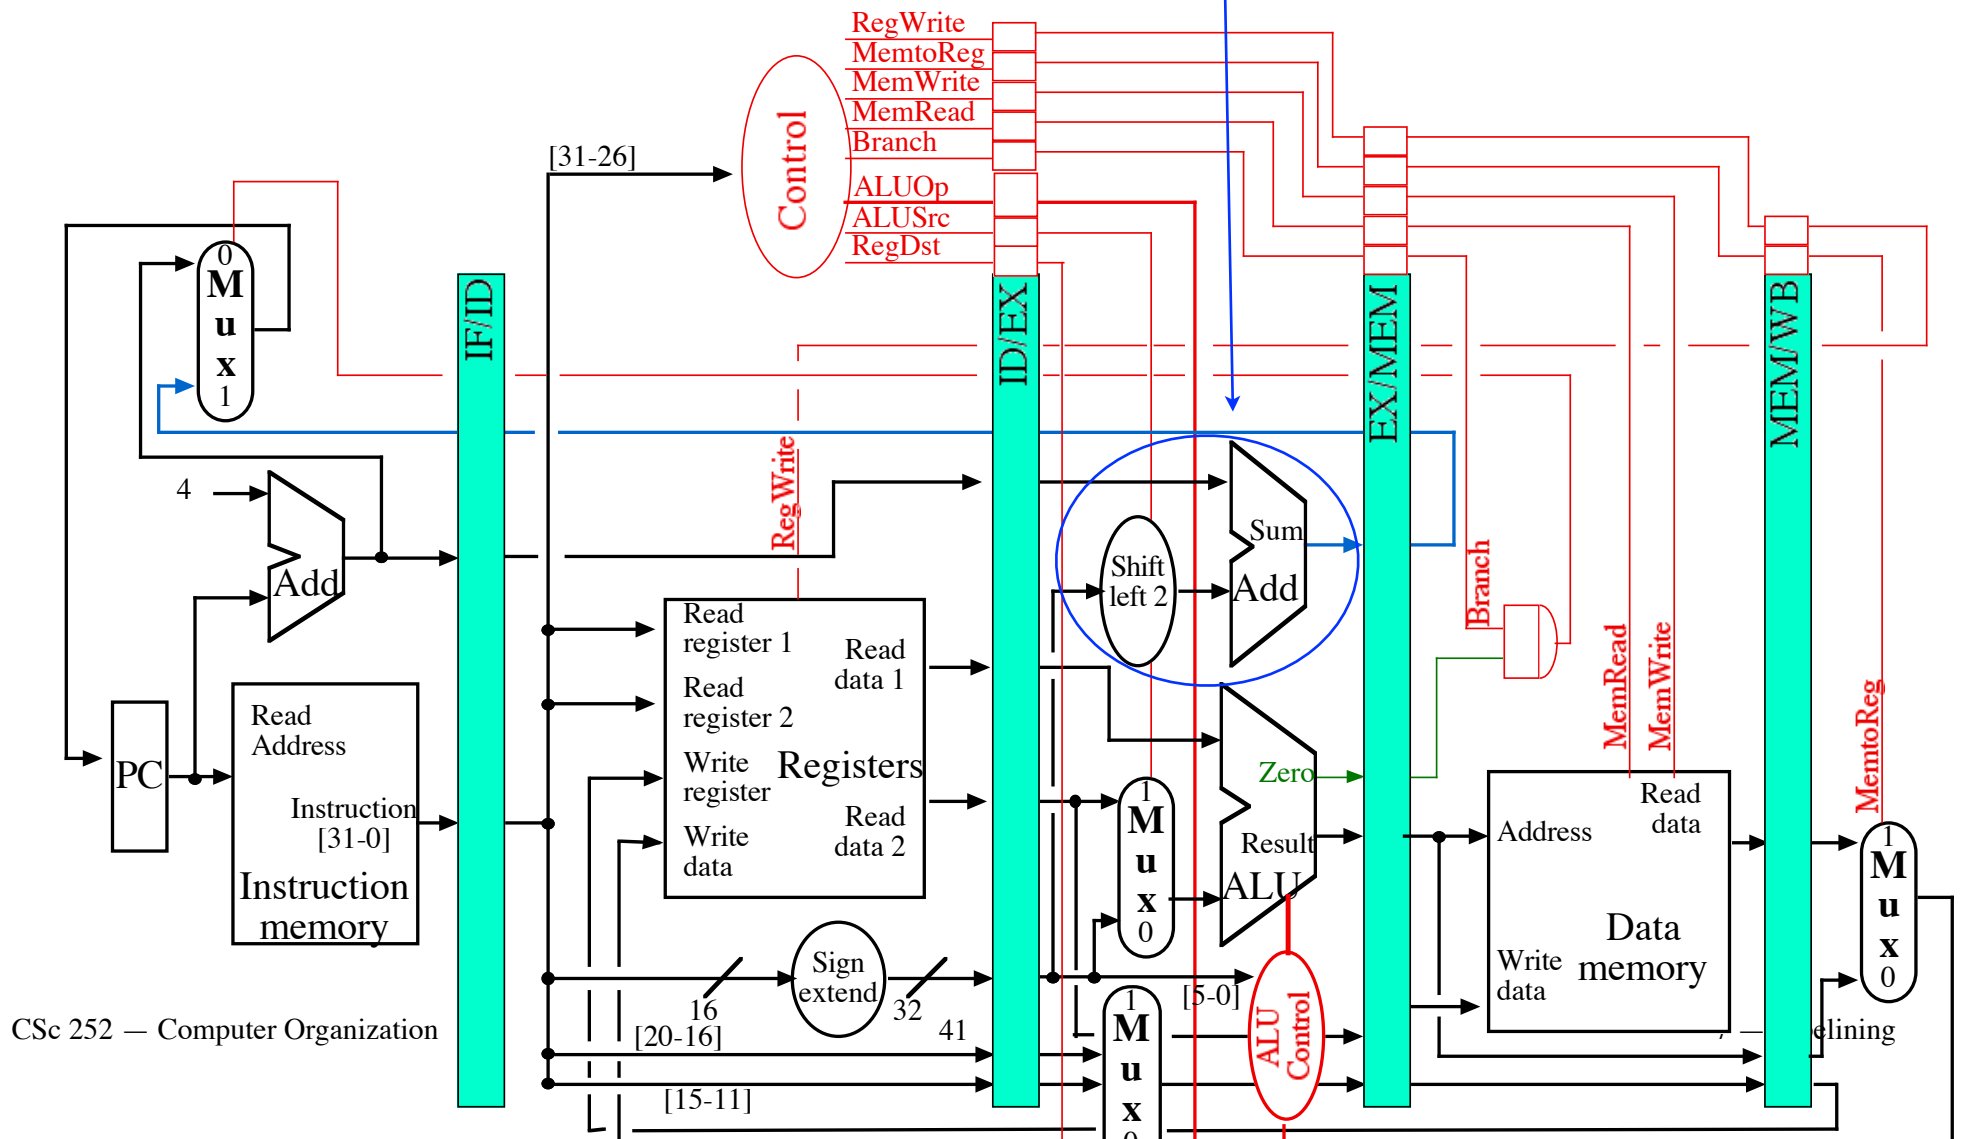 RegWrite
MemtoReg
MemWrite
MemRead
Branch
ALUOp
ALUSrc
RegDst
Control
[31-26]
0
M
u
x
1
IF/ID
ID/EX
EX/MEM
MEM/WB
4
Add
RegWrite
Shift
left 2
Sum
Add
Branch
MemRead
MemWrite
MemtoReg
PC
Read
Address
Instruction
[31-0]
Instruction
memory
Read
register 1
Read
register 2
Write
register
Write
data
Registers
Read
data 1
Read
data 2
1
M
u
x
0
Zero
Result
ALU
Address
Read
data
Write
data
Data
memory
1
M
u
x
0
Sign
extend
16
32
[5-0]
ALU
Control
1
M
u
x
0
[20-16]
[15-11]
CSc 252 — Computer Organization
41
— elining